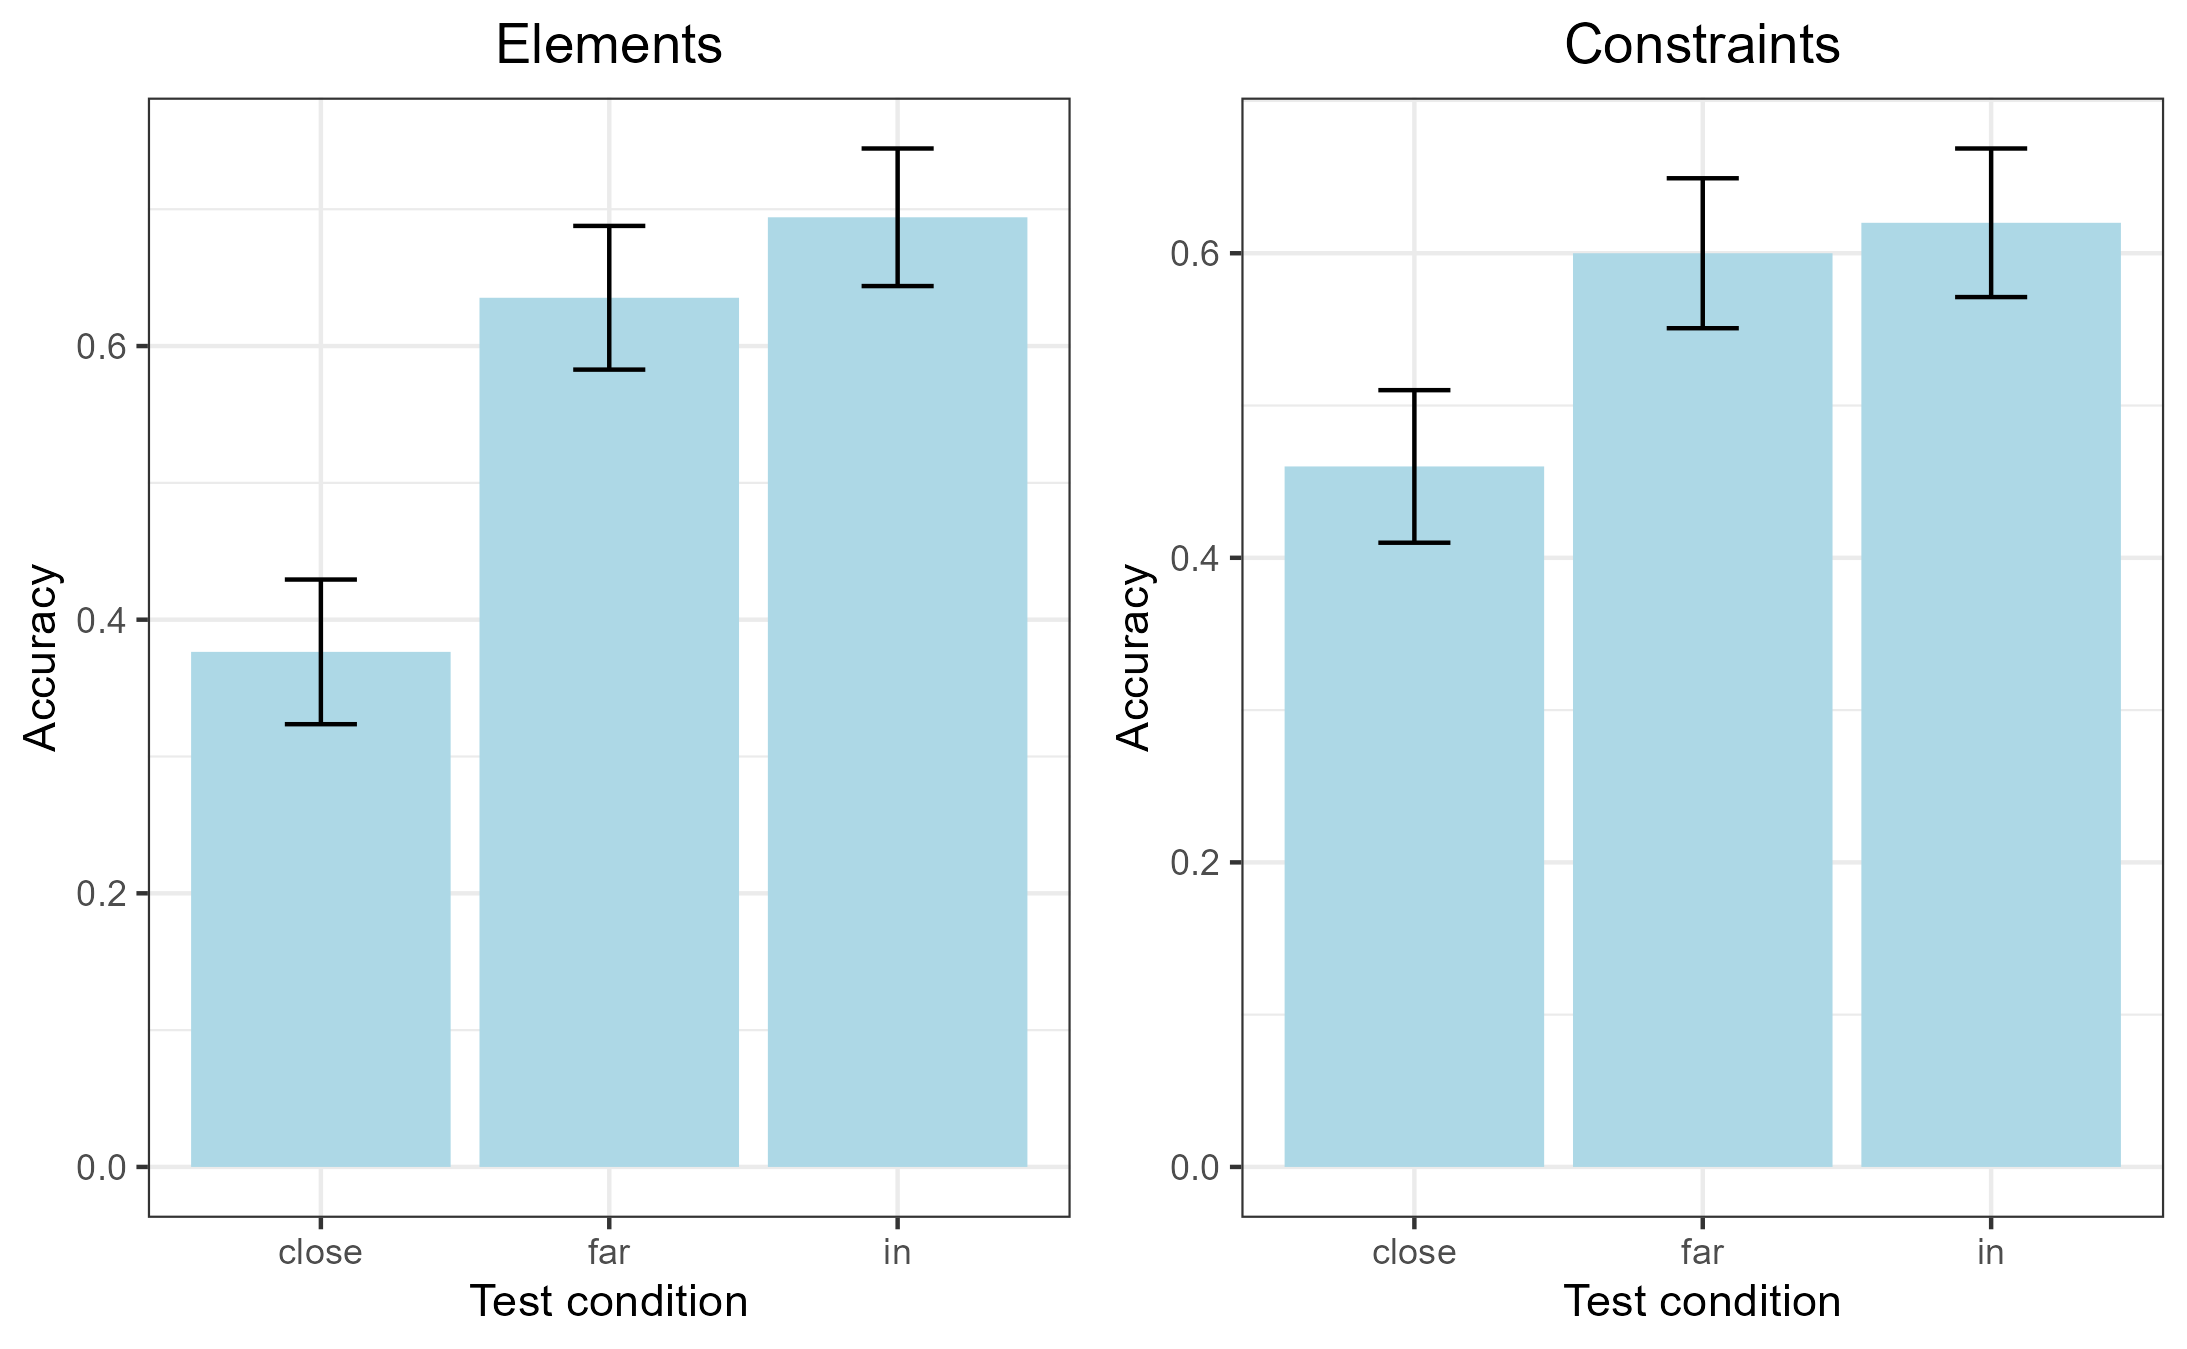 Elements
Accuracy
0.6
0.4
0.2
0.0
close far in
Test condition
Constraints
Accuracy
0.6
0.4
0.2
0.0
close far in
Test condition